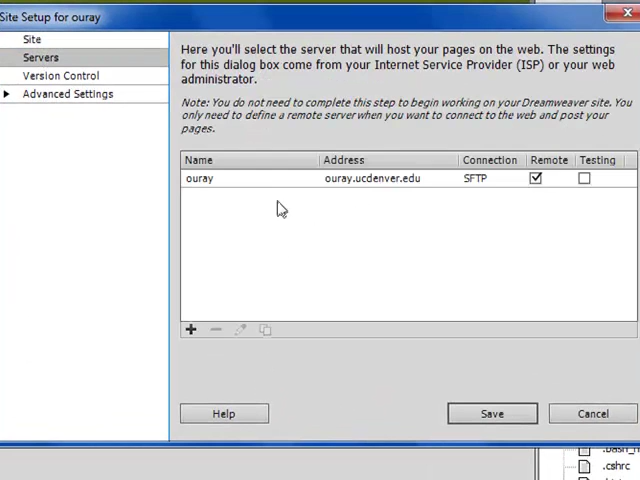 Site Setup for ouray
Site
Servers
Version Control
Advanced Settings
Here you'll select the server that will host your pages on the web. The settings
for this dialog box come from your Internet Service Provider (ISP) or your web
administrator.
Note: You do not need to complete this step to begin working on your Dreamweaver site. You
only need to define a remote server when you want to connect to the web and post your
pages.
Name Address Connection Remote Testing
ouray ouray.ucdenver.edu SFTP
Help Save Cancel
.cshrc